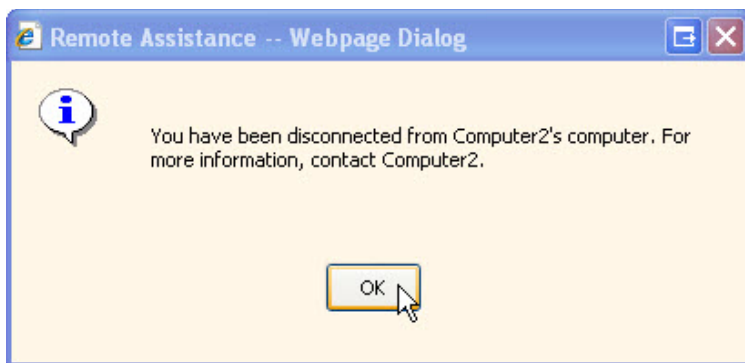 Remote Assistance -- Webpage Dialog
You have been disconnected from Computer2's computer. For
more information, contact Computer2.
OK